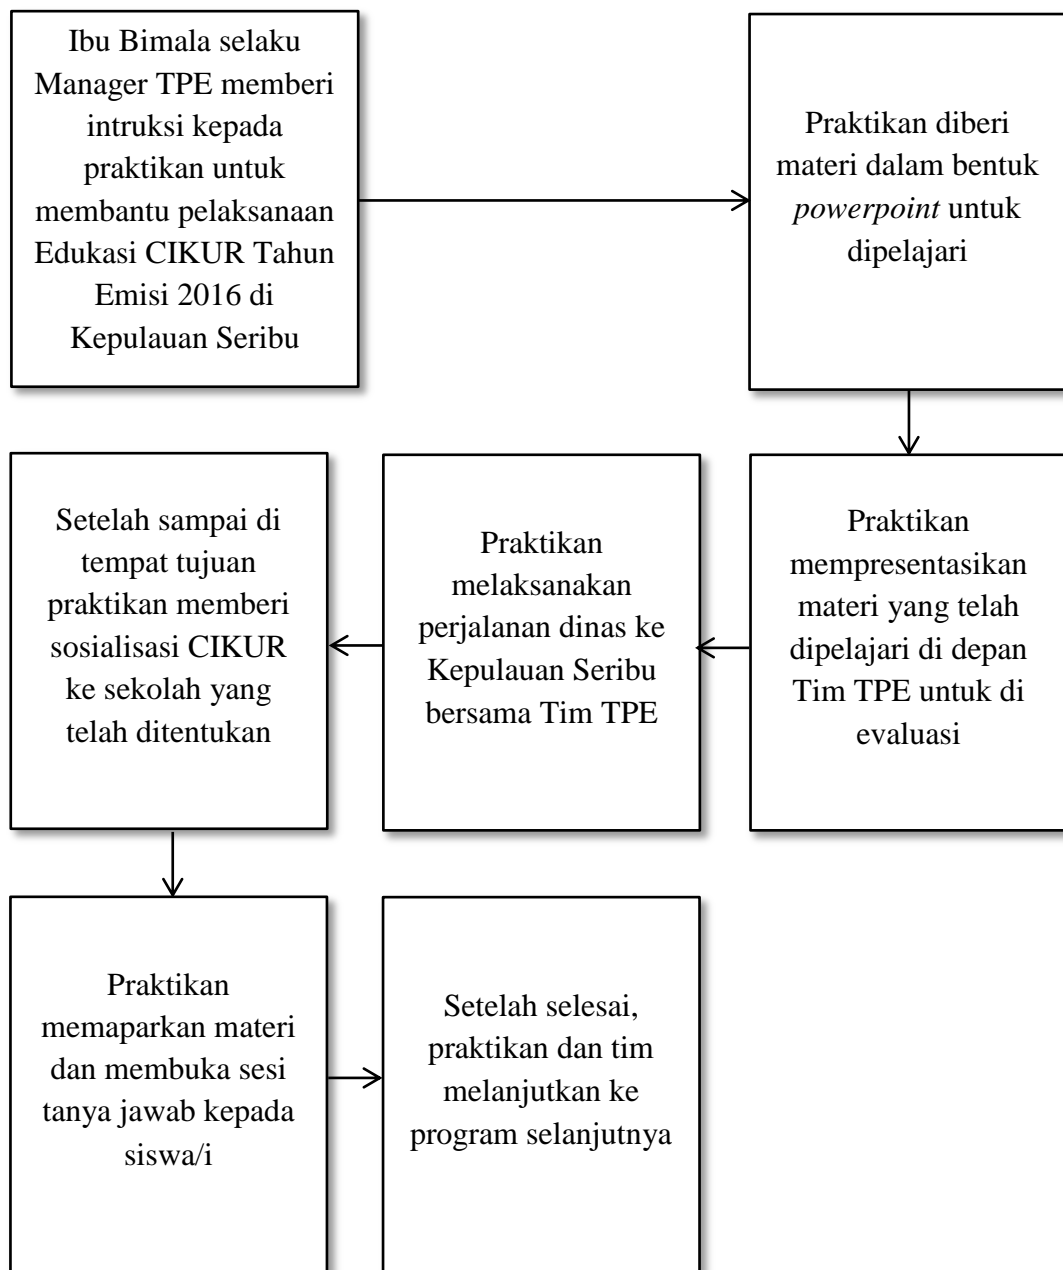 Ibu Bimala selaku
Manager TPE memberi
intruksi kepada
praktikan untuk
membantu pelaksanaan
Edukasi CIKUR Tahun
Emisi 2016 di
Kepulauan Seribu
Praktikan diberi
materi dalam bentuk
powerpoint untuk
dipelajari
Praktikan
mempresentasikan
materi yang telah
dipelajari di depan
Tim TPE untuk di
evaluasi
Praktikan
melaksanakan
perjalanan dinas ke
Kepulauan Seribu
bersama Tim TPE
Setelah sampai di
tempat tujuan
praktikan memberi
sosialisasi CIKUR
ke sekolah yang
telah ditentukan
Praktikan
memaparkan materi
dan membuka sesi
tanya jawab kepada
siswa/i
Setelah selesai,
praktikan dan tim
melanjutkan ke
program selanjutnya